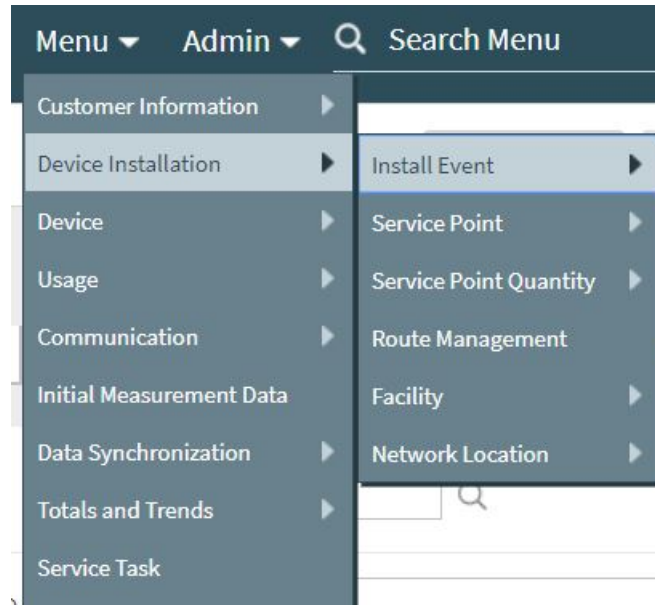 Menu Admin Search Menu
Customer Information
Device Installation
Device
Usage
Communication
Initial Measurement Data
Data Synchronization
Totals and Trends
Service Task
Install Event
Service Point
Service Point Quantity
Route Management
Facility
Network Location